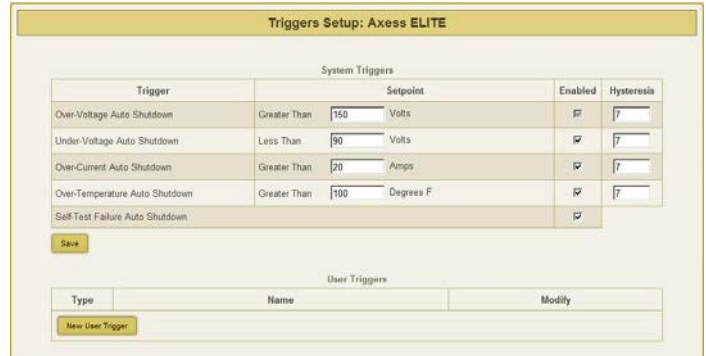 Triggers Setup: Axess ELITE
System Triggers
Trigger Setpoint Enabled Hysteresis
Over-Voltage Auto Shutdown Greater Than 150 Volts 7
Under-Voltage Auto Shutdown Less Than 90 Volts 7
Over-Current Auto Shutdown Greater Than 20 Amps 7
Over-Temperature Auto Shutdown Greater Than 100 Degrees F 7
Self-Test Failure Auto Shutdown
Save
User Triggers
Type Name Modify
New User Trigger